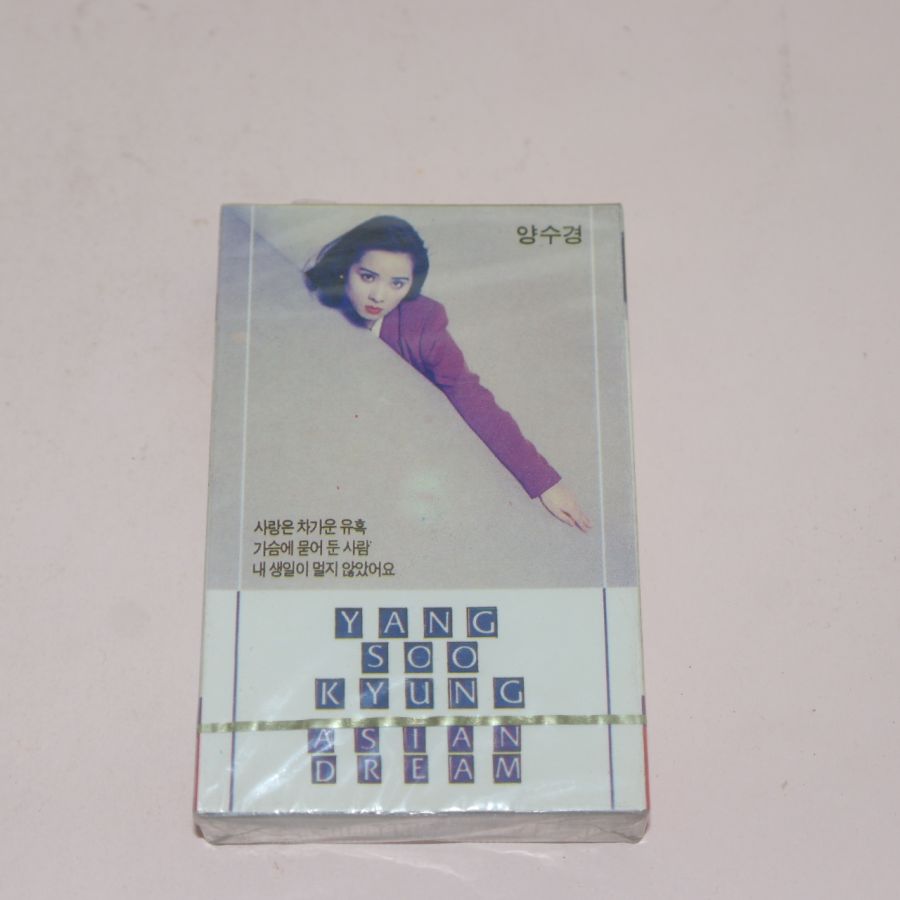 양수경
사랑은 차가운 유혹
가슴에 묻어 둔 사람
내 생일이 멀지 않았어요
YANG
SOO
KYUNG
ASIAN
DREAM